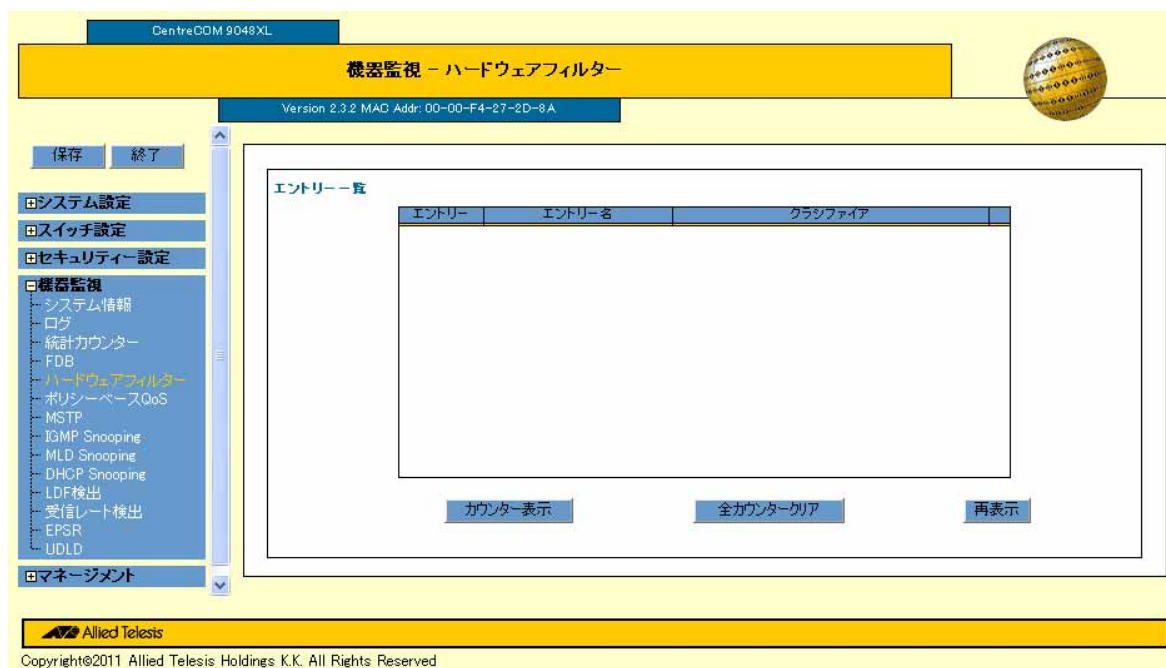 CentreCOM 9048XL
機器監視 - ハードウェアフィルター
Version 2.3.2 MAC Addr: 00-00-F4-27-2D-8A
保存 終了
システム設定
スイッチ設定
セキュリティー設定
機器監視
システム情報
ログ
統計カウンター
FDB
ハードウェアフィルター
ポリシーベースQoS
MSTP
IGMP Snooping
MLD Snooping
DHCP Snooping
LDF検出
受信レート検出
EPSR
UDLD
マネージメント
エントリー一覧
エントリー エントリー名 クラシファイア
カウンター表示 全カウンタークリア 再表示
Allied Telesis
Copyright©2011 Allied Telesis Holdings K.K. All Rights Reserved